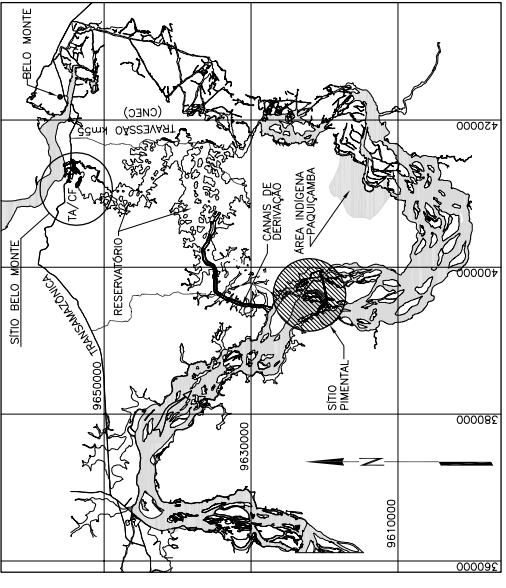 BELO MONTE
TRAVESSÃO km55
(CNEC)
TA/CF
SÍTIO BELO MONTE
TRANSAMAZÔNICA
RESERVATÓRIO
CANAIS DE
DERIVAÇÃO
ÁREA INDÍGENA
PAQUIÇAMBA
SÍTIO
PIMENTAL
9650000
9630000
9610000
420000
400000
380000
360000
N